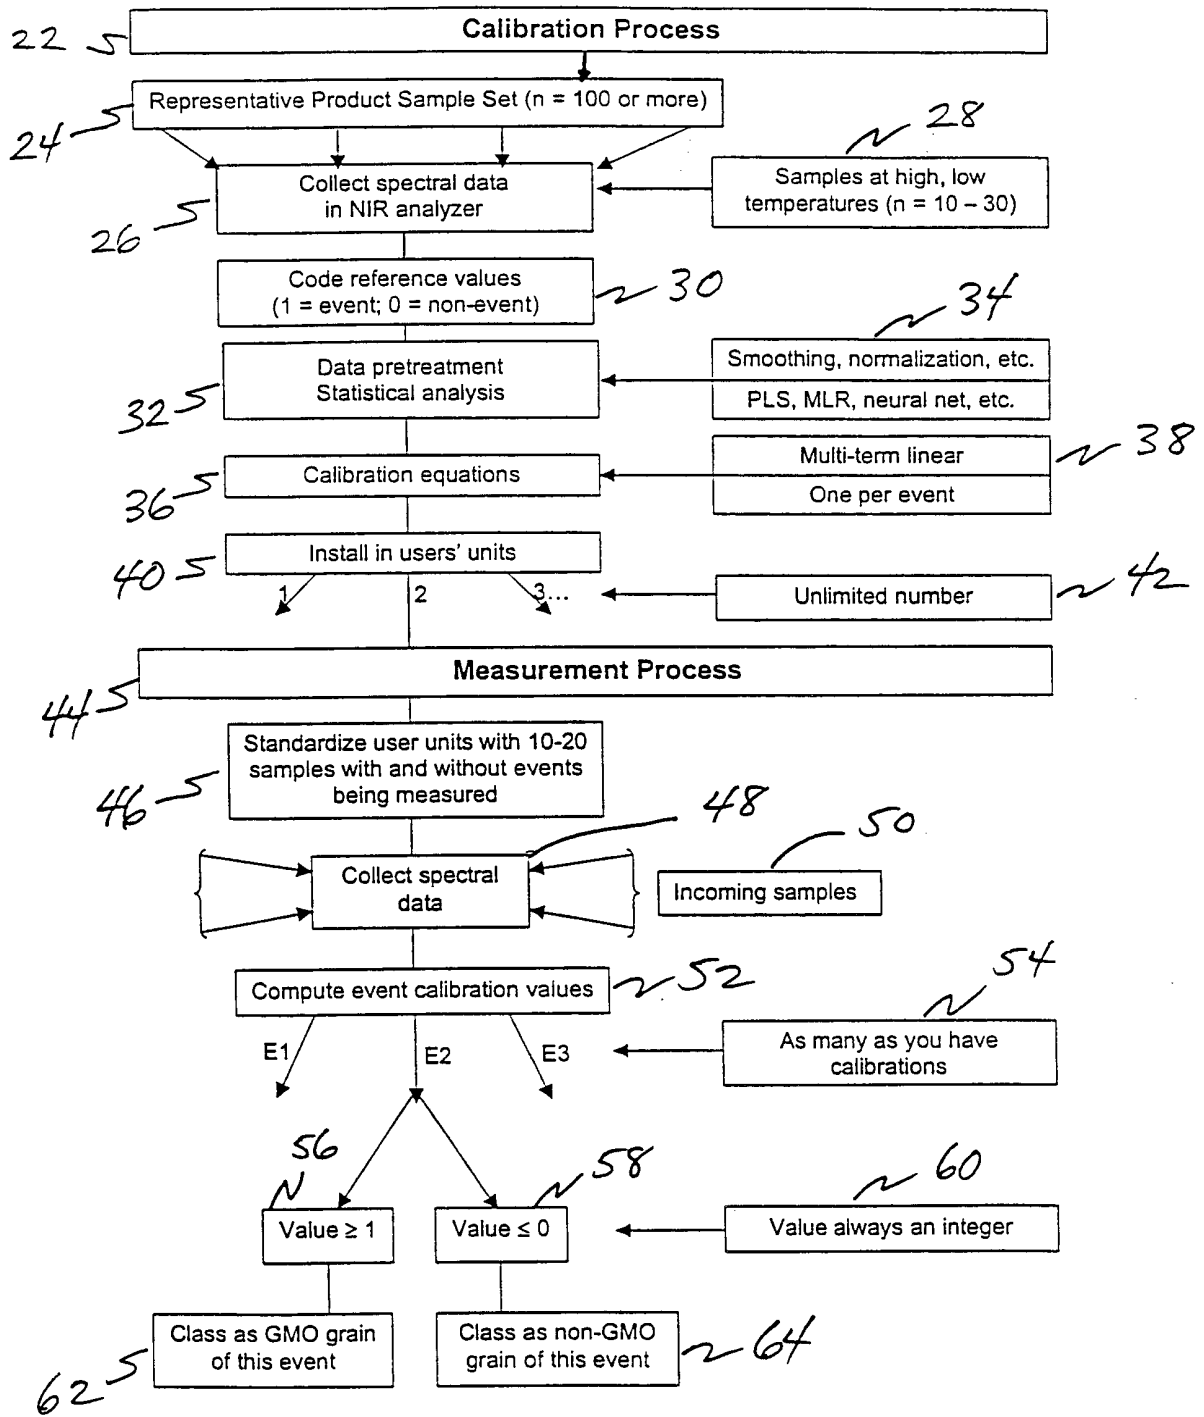 Calibration Process
22
Representative Product Sample Set (n = 100 or more)
24
28
Collect spectral data
in NIR analyzer
Samples at high, low
temperatures (n = 10 – 30)
26
Code reference values
(1 = event; 0 = non-event)
30
34
Data pretreatment
Statistical analysis
Smoothing, normalization, etc.
PLS, MLR, neural net, etc.
32
Calibration equations
Multi-term linear
One per event
38
36
Install in users' units
40
1
2
3...
Unlimited number
42
Measurement Process
44
Standardize user units with 10-20
samples with and without events
being measured
46
48
50
Collect spectral
data
Incoming samples
Compute event calibration values
52
54
E1
E2
E3
As many as you have
calibrations
56
58
60
Value ≥ 1
Value ≤ 0
Value always an integer
Class as GMO grain
of this event
Class as non-GMO
grain of this event
62
64